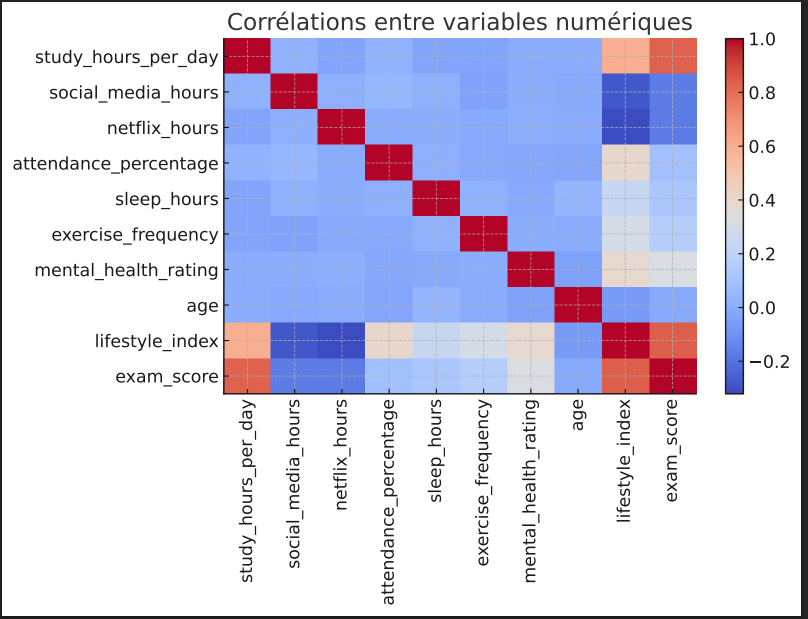 Corrélations entre variables numériques
study_hours_per_day
social_media_hours
netflix_hours
attendance_percentage
sleep_hours
exercise_frequency
mental_health_rating
age
lifestyle_index
exam_score
study_hours_per_day
social_media_hours
netflix_hours
attendance_percentage
sleep_hours
exercise_frequency
mental_health_rating
age
lifestyle_index
exam_score
1.0
0.8
0.6
0.4
0.2
0.0
−0.2